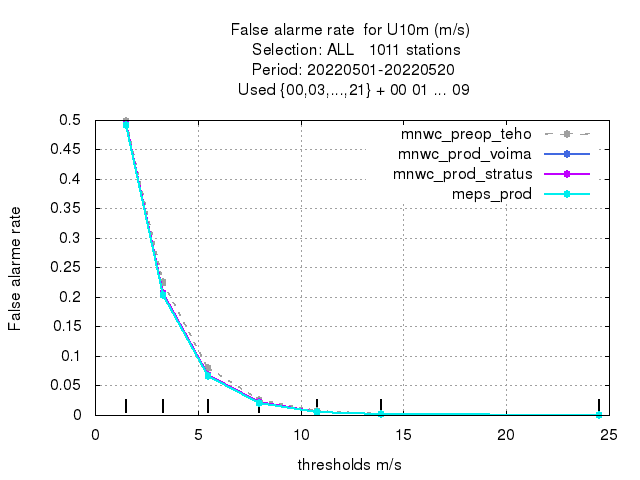 False alarme rate  for U10m (m/s)
Selection: ALL   1011 stations
Period: 20220501-20220520
Used {00,03,...,21} + 00 01 ... 09
mnwc_preop_teho
mnwc_prod_voima
mnwc_prod_stratus
meps_prod
0.5
0.45
0.4
0.35
0.3
0.25
0.2
0.15
0.1
0.05
0
False alarme rate
0 5 10 15 20 25
thresholds m/s